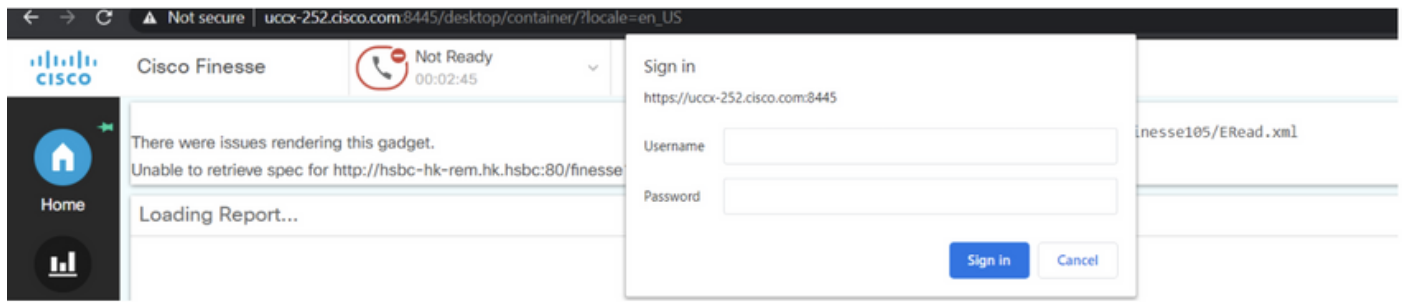 Not secure | uccx-252.cisco.com:8445/desktop/container/?locale=en_US
CISCO
Cisco Finesse
Not Ready
00:02:45
There were issues rendering this gadget.
Unable to retrieve spec for http://hsbc-hk-rem.hk.hsbc:80/finesse
inesse105/ERead.xml
Home
Loading Report...
Sign in
https://uccx-252.cisco.com:8445
Username
Password
Sign in
Cancel